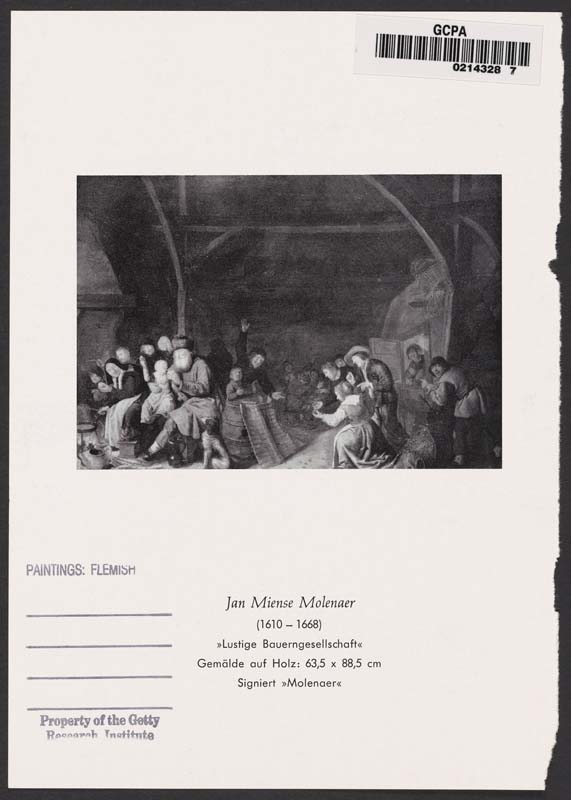 GCPA
0214328 7
PAINTINGS: FLEMISH
Jan Miense Molenaer
(1610 – 1668)
»Lustige Bauerngesellschaft«
Gemälde auf Holz: 63,5 x 88,5 cm
Signiert »Molenaer«
Property of the Getty
Research Institute